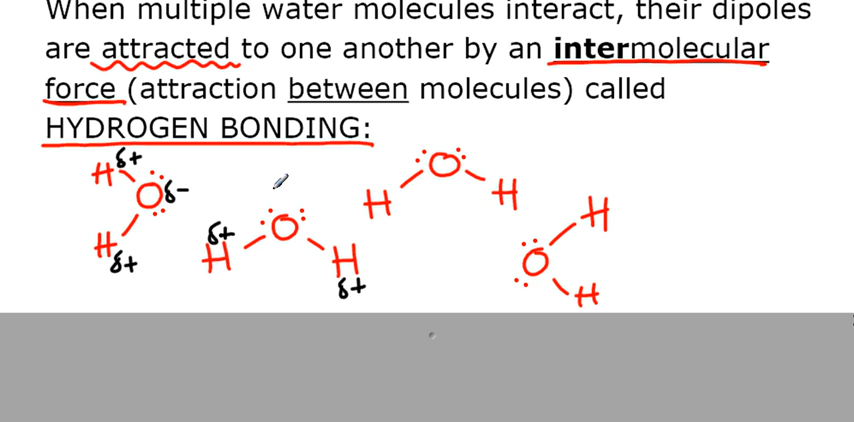 When multiple water molecules interact, their dipoles
are attracted to one another by an intermolecular
force (attraction between molecules) called
HYDROGEN BONDING:
H δ+
O δ-
H δ+
H δ+
O
H δ+
H
O
H
O
H
H